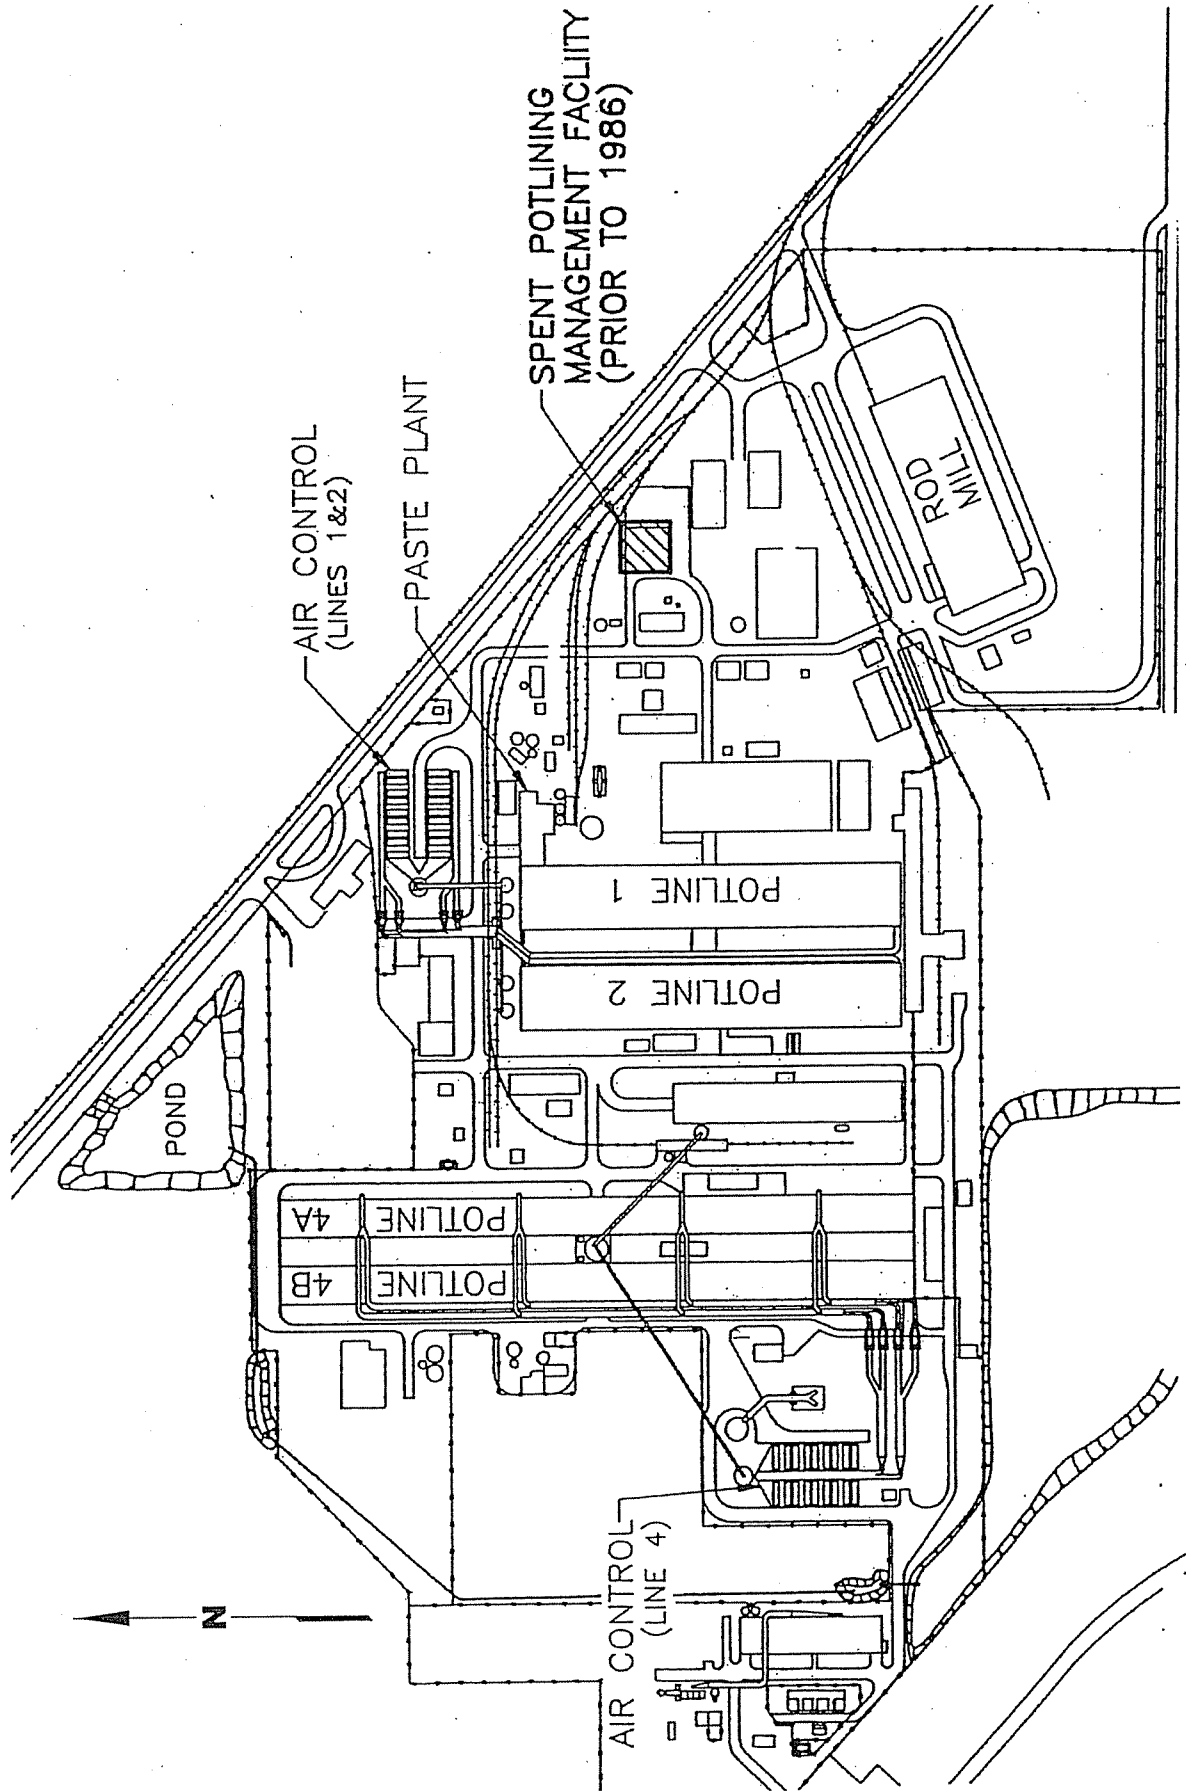 SPENT POTLINING
MANAGEMENT FACLIITY
(PRIOR TO 1986)
AIR CONTROL
(LINES 1&2)
PASTE PLANT
ROD
MILL
POTLINE 1
POTLINE 2
POND
POTLINE 4A
POTLINE 4B
AIR CONTROL
(LINE 4)
N